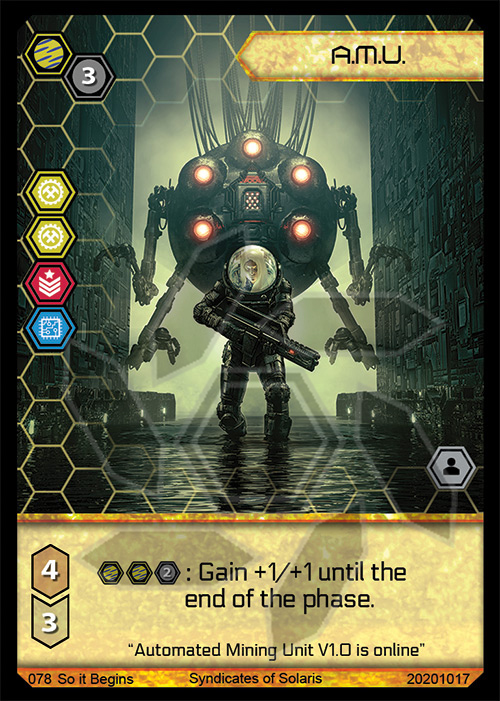 A.M.U.
3
4
3
2 : Gain +1/+1 until the
end of the phase.
“Automated Mining Unit V1.0 is online”
078 So it Begins Syndicates of Solaris 20201017